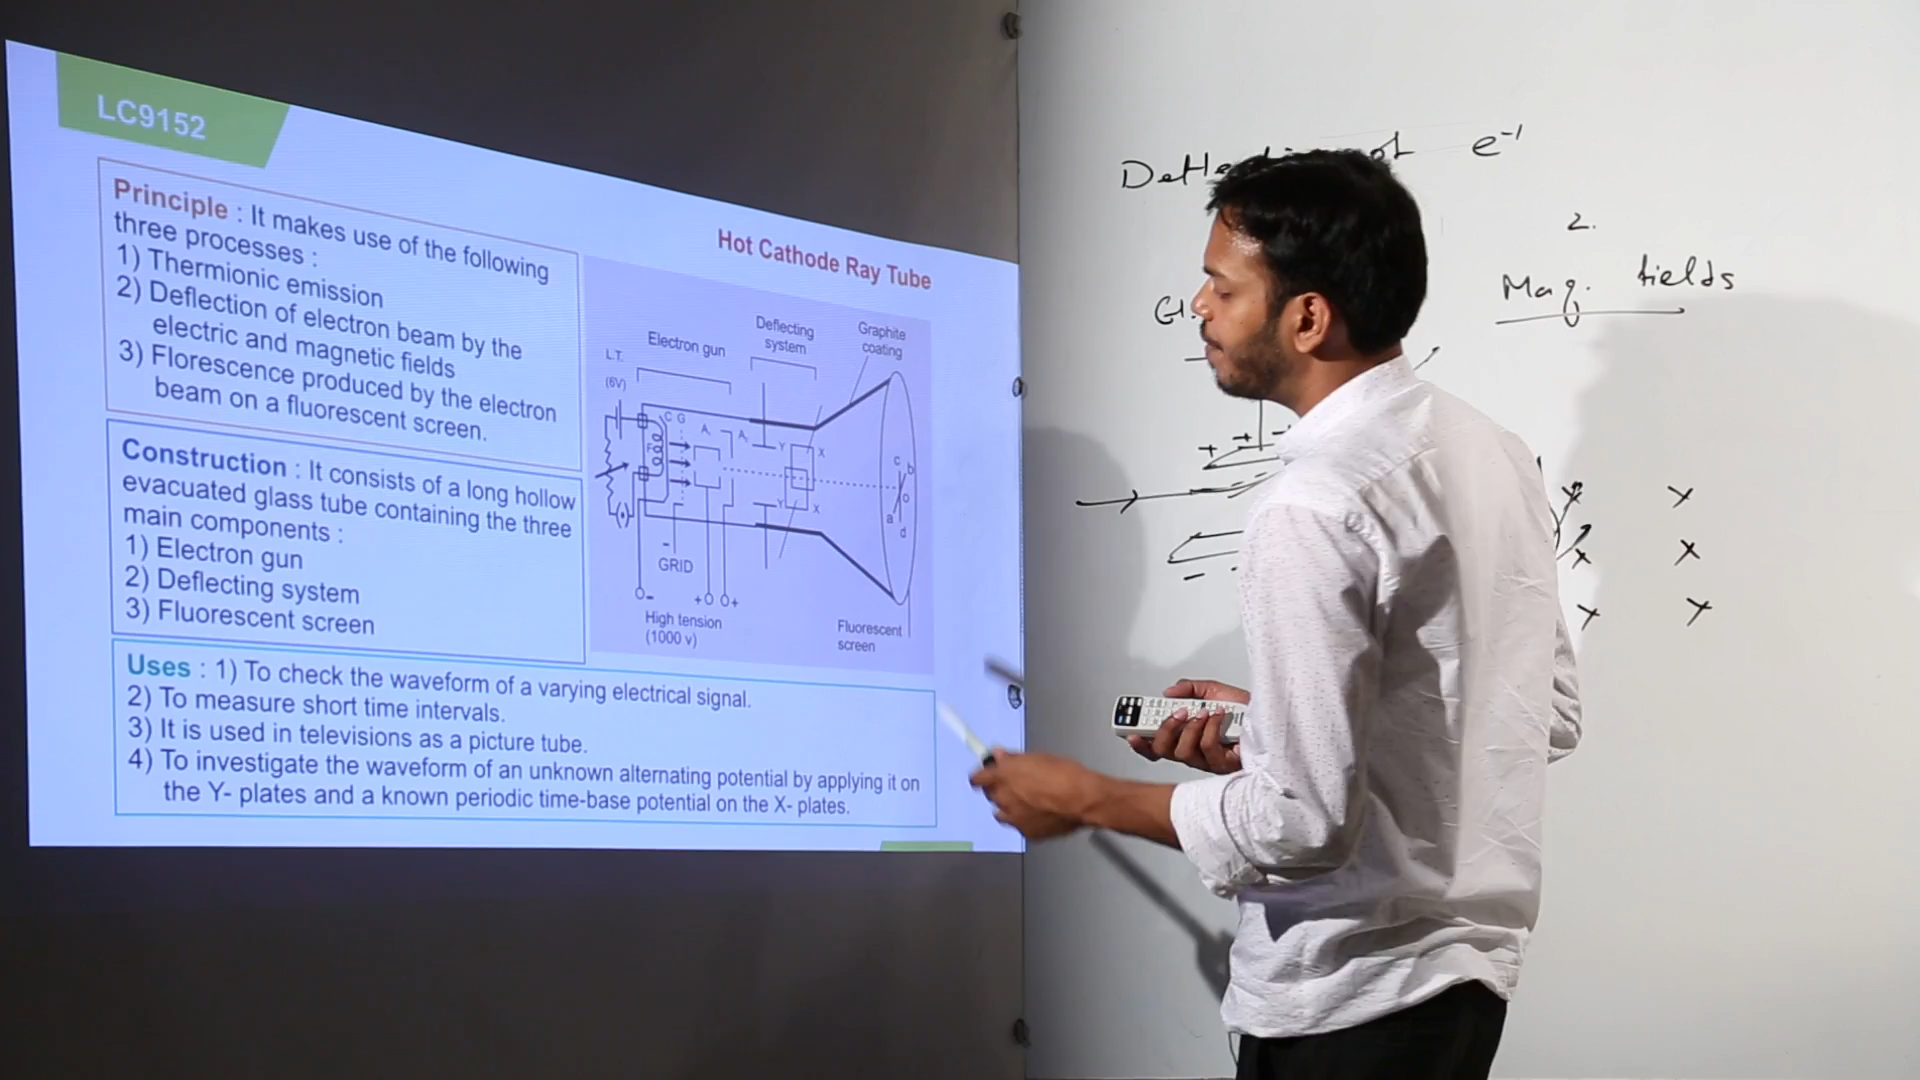 LC9152
Principle : It makes use of the following
three processes :
1) Thermionic emission
2) Deflection of electron beam by the
electric and magnetic fields
3) Florescence produced by the electron
beam on a fluorescent screen.
Construction : It consists of a long hollow
evacuated glass tube containing the three
main components :
1) Electron gun
2) Deflecting system
3) Fluorescent screen
Hot Cathode Ray Tube
Electron gun
Deflecting
system
Graphite
coating
L.T.
(6V)
C G
F
Y
X
Y
X
c
b
o
a
d
-
GRID
-
+ +
High tension
(1000 v)
Fluorescent
screen
Uses : 1) To check the waveform of a varying electrical signal.
2) To measure short time intervals.
3) It is used in televisions as a picture tube.
4) To investigate the waveform of an unknown alternating potential by applying it on
the Y- plates and a known periodic time-base potential on the X- plates.
of e⁻¹
2.
Mag. fields
+ + -
- -
x x
x x
x x